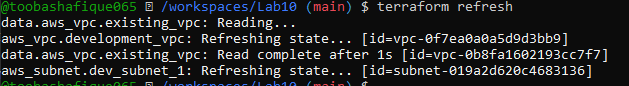 @toobashafique065 /workspaces/Lab10 (main) $ terraform refresh
data.aws_vpc.existing_vpc: Reading...
aws_vpc.development_vpc: Refreshing state... [id=vpc-0f7ea0a0a5d9d3bb9]
data.aws_vpc.existing_vpc: Read complete after 1s [id=vpc-0b8fa1602193cc7f7]
aws_subnet.dev_subnet_1: Refreshing state... [id=subnet-019a2d620c4683136]